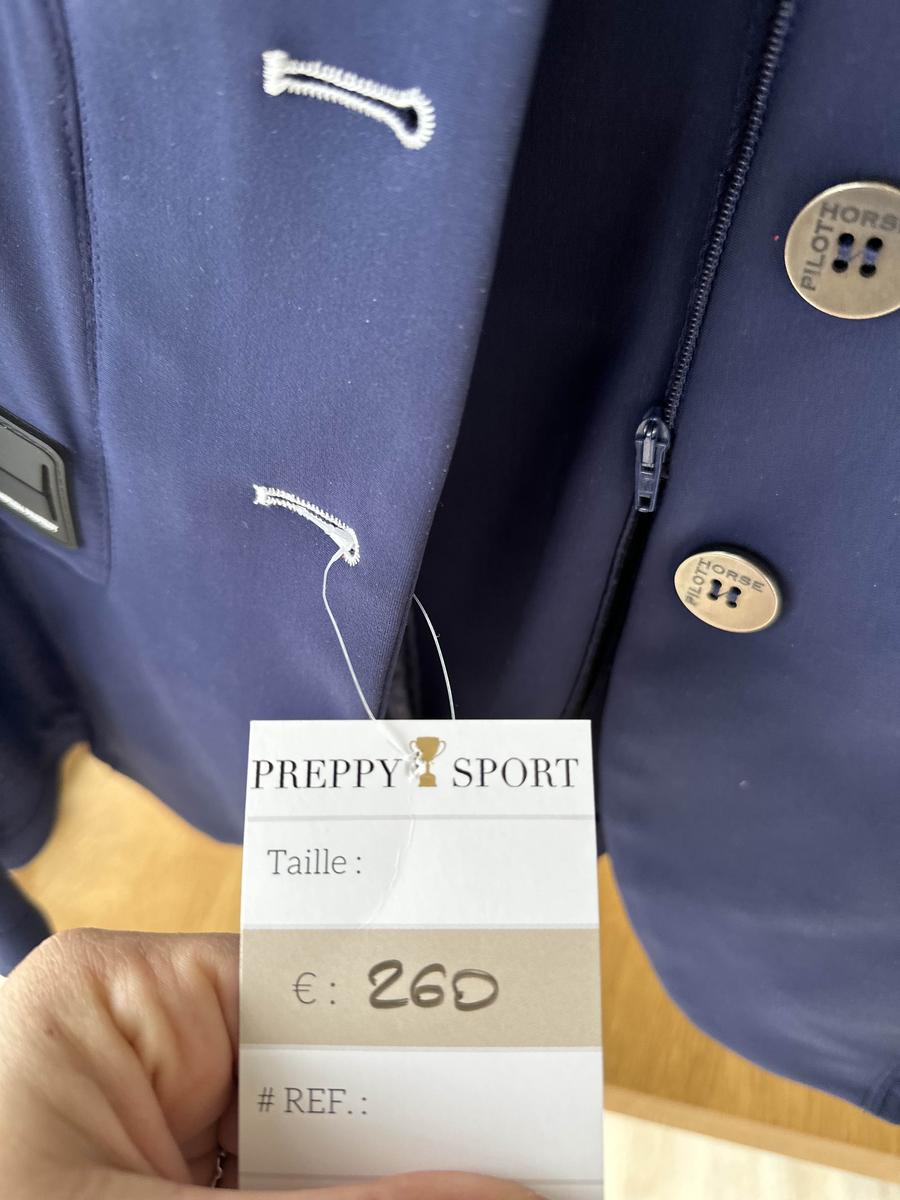 HORSE
PILOT
HORSE
PILOT
PREPPY SPORT
Taille :
€ : 260
# REF. :